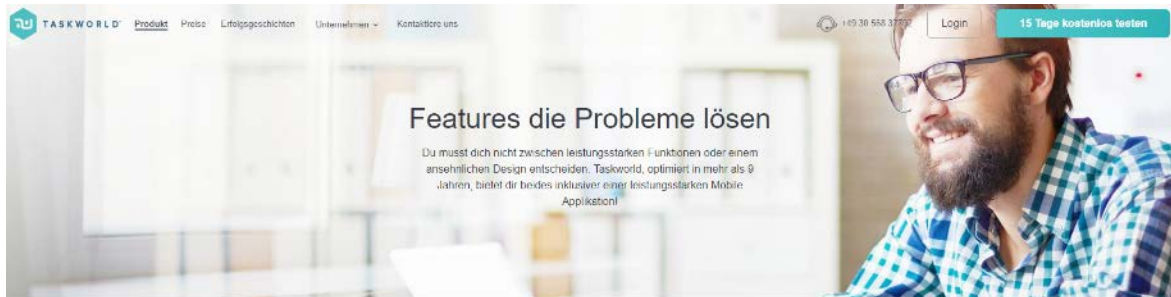 TASKWORLD Produkt Preise Erfolgsgeschichten Unternehmen Kontaktiere uns Login 15 Tage kostenlos testen
Features die Probleme lösen
Du musst dich nicht zwischen leistungsstarken Funktionen oder einem
ansehnlichen Design entscheiden. Taskworld, optimiert in mehr als 9
Jahren, bietet dir beides inklusiver einer leistungsstarken Mobile
Applikation!